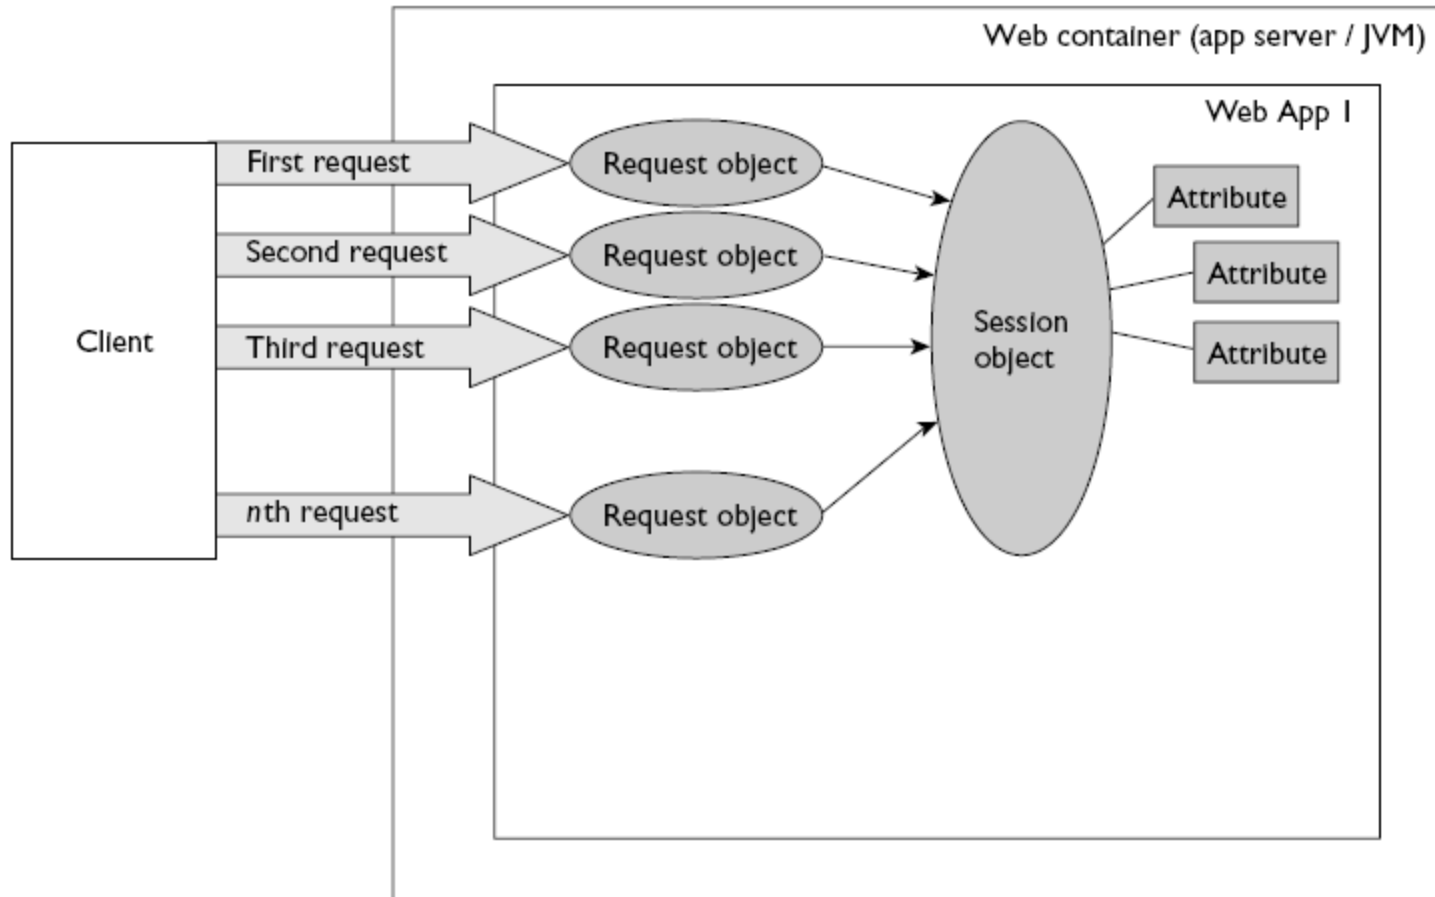 Web container (app server / JVM)
Web App 1
First request
Request object
Attribute
Second request
Request object
Attribute
Client
Third request
Request object
Session
object
Attribute
nth request
Request object